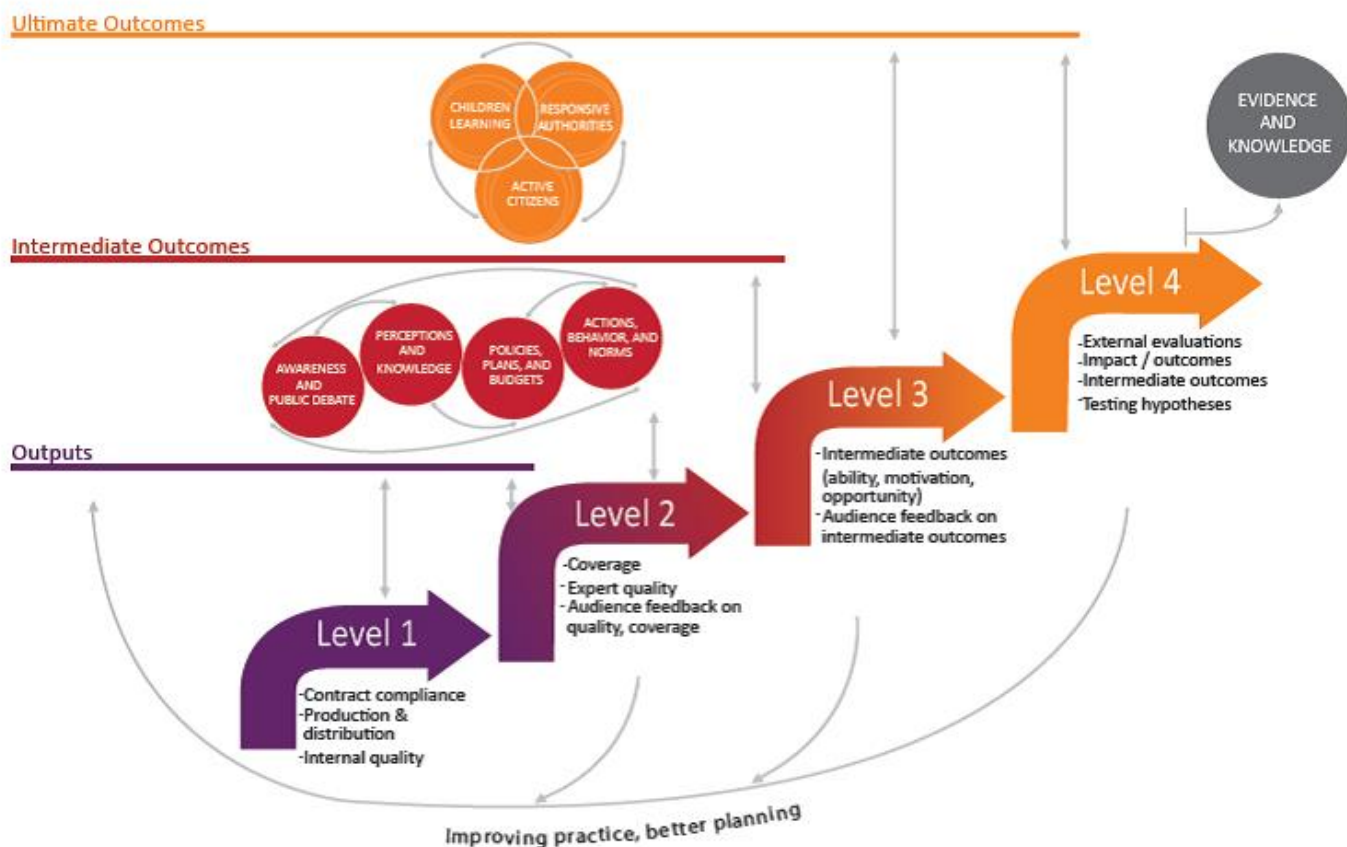 Ultimate Outcomes
CHILDREN
LEARNING
RESPONSIVE
AUTHORITIES
ACTIVE
CITIZENS
EVIDENCE
AND
KNOWLEDGE
Intermediate Outcomes
AWARENESS
AND
PUBLIC DEBATE
PERCEPTIONS
AND
KNOWLEDGE
POLICIES,
PLANS, AND
BUDGETS
ACTIONS,
BEHAVIOR, AND
NORMS
Level 4
-External evaluations
-Impact / outcomes
-Intermediate outcomes
-Testing hypotheses
Level 3
-Intermediate outcomes
(ability, motivation,
opportunity)
-Audience feedback on
intermediate outcomes
Outputs
Level 2
-Coverage
-Expert quality
-Audience feedback on
quality, coverage
Level 1
-Contract compliance
-Production &
distribution
-Internal quality
Improving practice, better planning